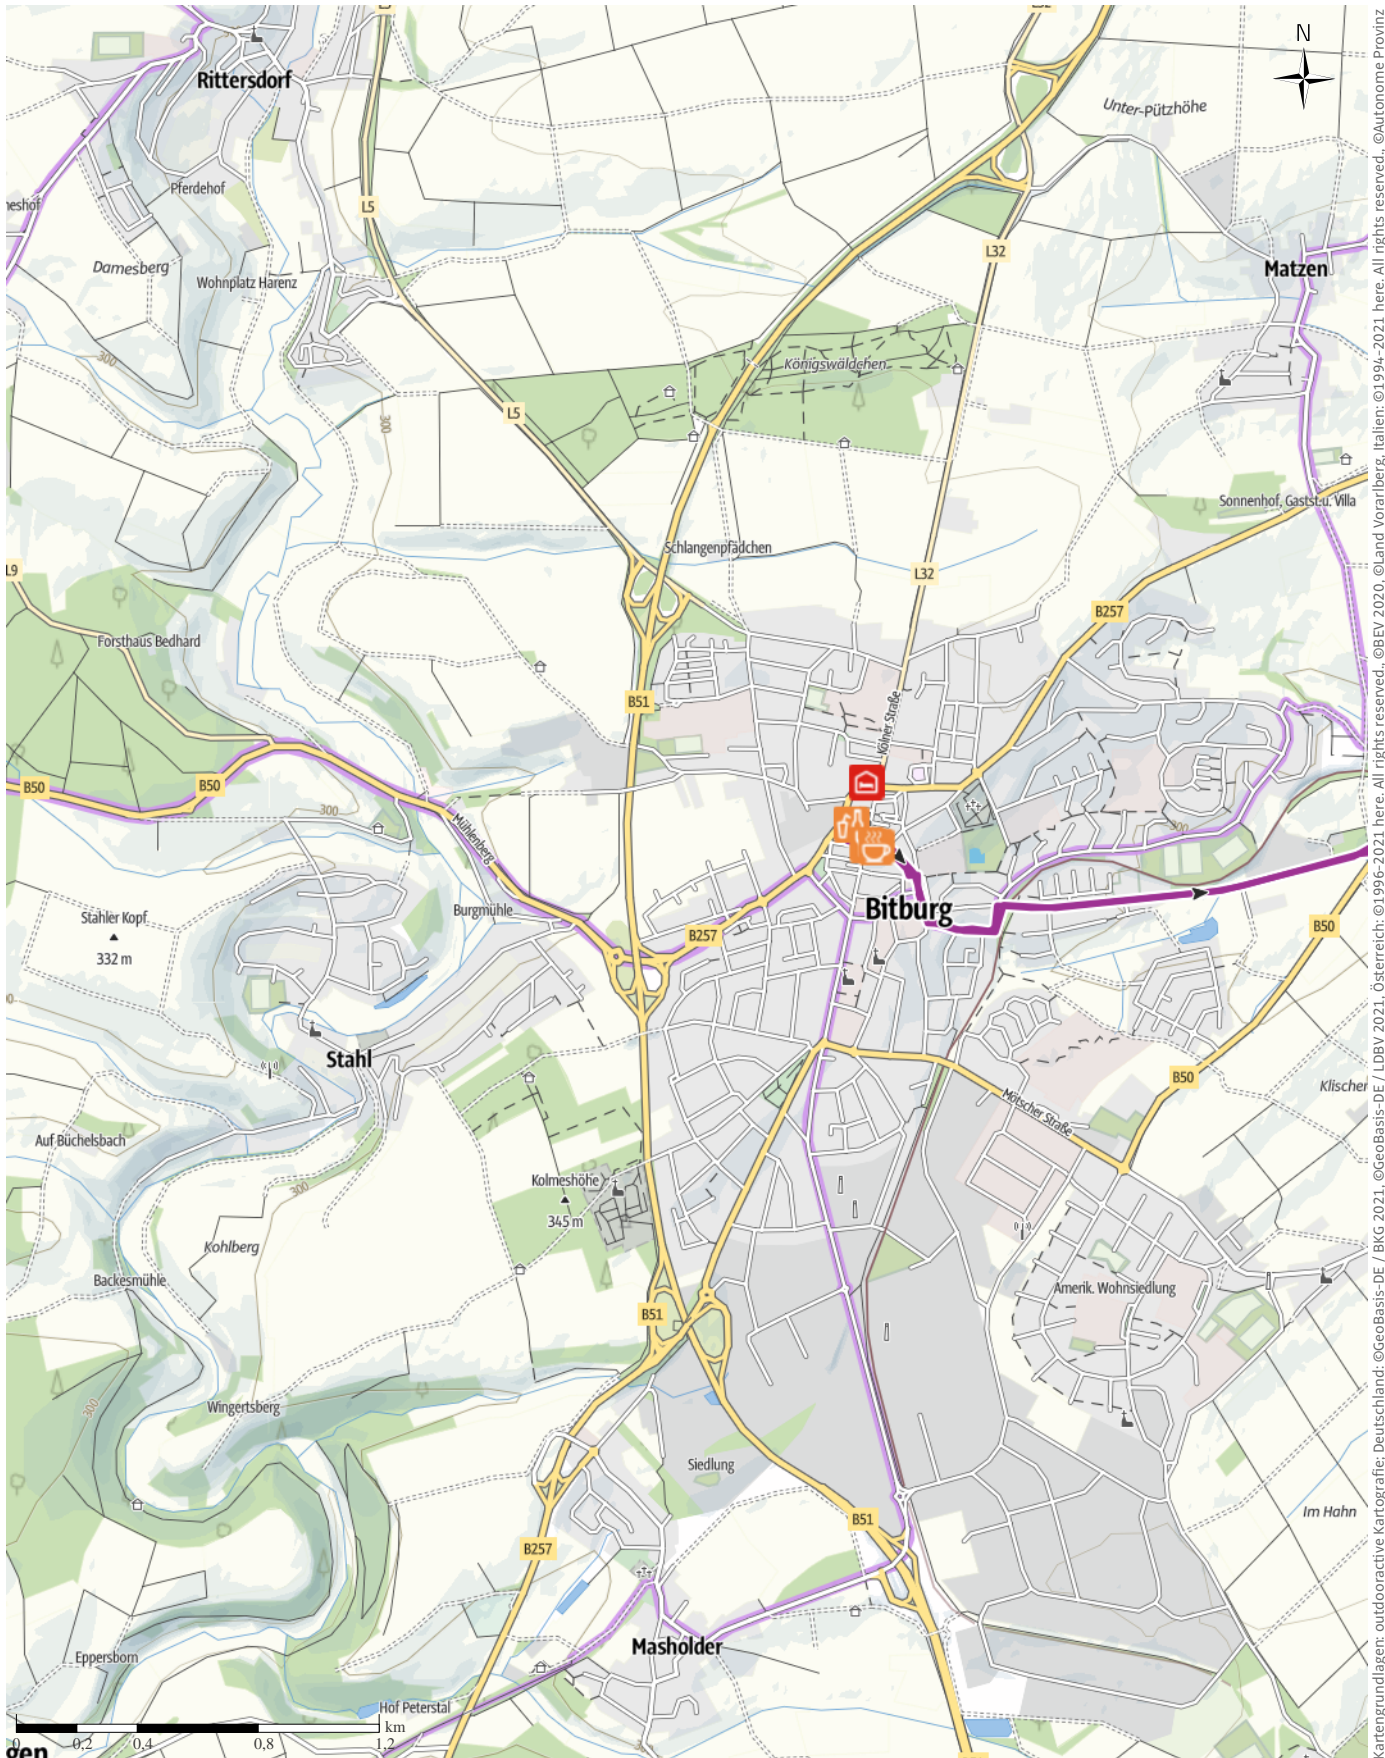 L32
N
Rittersdorf
Unter-Pützhöhe
Pferdehof
L5
L32
Damesberg
Wohnplatz Harenz
Matzen
300
Königswäldchen
L5
300
Sonnenhof, Gastst.u. Villa
Schlangenpfädchen
L9
L32
B257
Forsthaus Bedhard
B51
Kölner Straße
B50
B50
300
Mühlenberg
300
Burgmühle
Bitburg
Stahler Kopf
332 m
B257
B50
Stahl
B50
Mötscher Straße
Klischer
Auf Büchelsbach
Kolmeshöhe
345 m
300
Kohlberg
Backesmühle
Amerik. Wohnsiedlung
B51
300
Wingertsberg
Siedlung
Im Hahn
B51
B257
Masholder
Eppersborn
Hof Peterstal
km
0 0,2 0,4 0,8 1,2
gen
artengrundlagen: outdooractive Kartografie; Deutschland: ©GeoBasis-DE / BKG 2021, ©GeoBasis-DE / LDBV 2021, Österreich: ©1996-2021 here. All rights reserved., ©BEV 2020, ©Land Vorarlberg, Italien: ©1994-2021 here. All rights reserved., ©Autonome Provinz